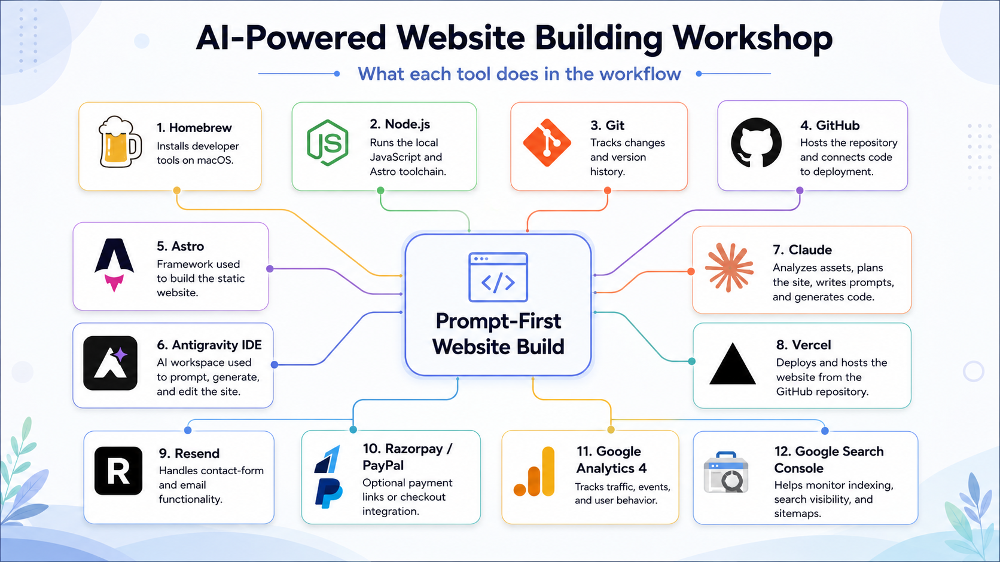 AI-Powered Website Building Workshop
What each tool does in the workflow
1. Homebrew
Installs developer
tools on macOS.
JS
2. Node.js
Runs the local
JavaScript and
Astro toolchain.
3. Git
Tracks changes
and version
history.
4. GitHub
Hosts the repository
and connects code
to deployment.
5. Astro
Framework used
to build the static
website.
6. Antigravity IDE
AI workspace used
to prompt, generate,
and edit the site.
</>
Prompt-First
Website Build
7. Claude
Analyzes assets, plans
the site, writes prompts,
and generates code.
8. Vercel
Deploys and hosts the
website from the
GitHub repository.
R
9. Resend
Handles contact-form
and email
functionality.
10. Razorpay /
PayPal
Optional payment
links or checkout
integration.
11. Google
Analytics 4
Tracks traffic, events,
and user behavior.
12. Google Search
Console
Helps monitor indexing,
search visibility, and
sitemaps.